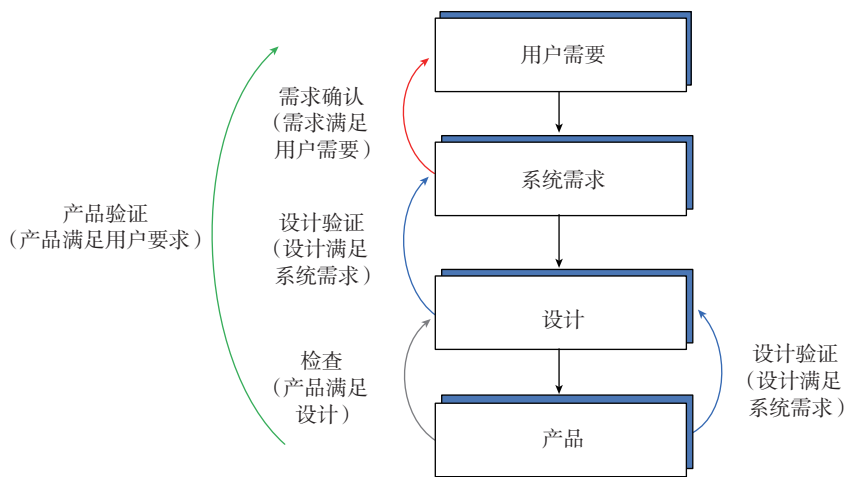 用户需要
需求确认
（需求满足
用户需要）
系统需求
产品验证
（产品满足用户要求）
设计验证
（设计满足
系统需求）
设计
检查
（产品满足
设计）
设计验证
（设计满足
系统需求）
产品